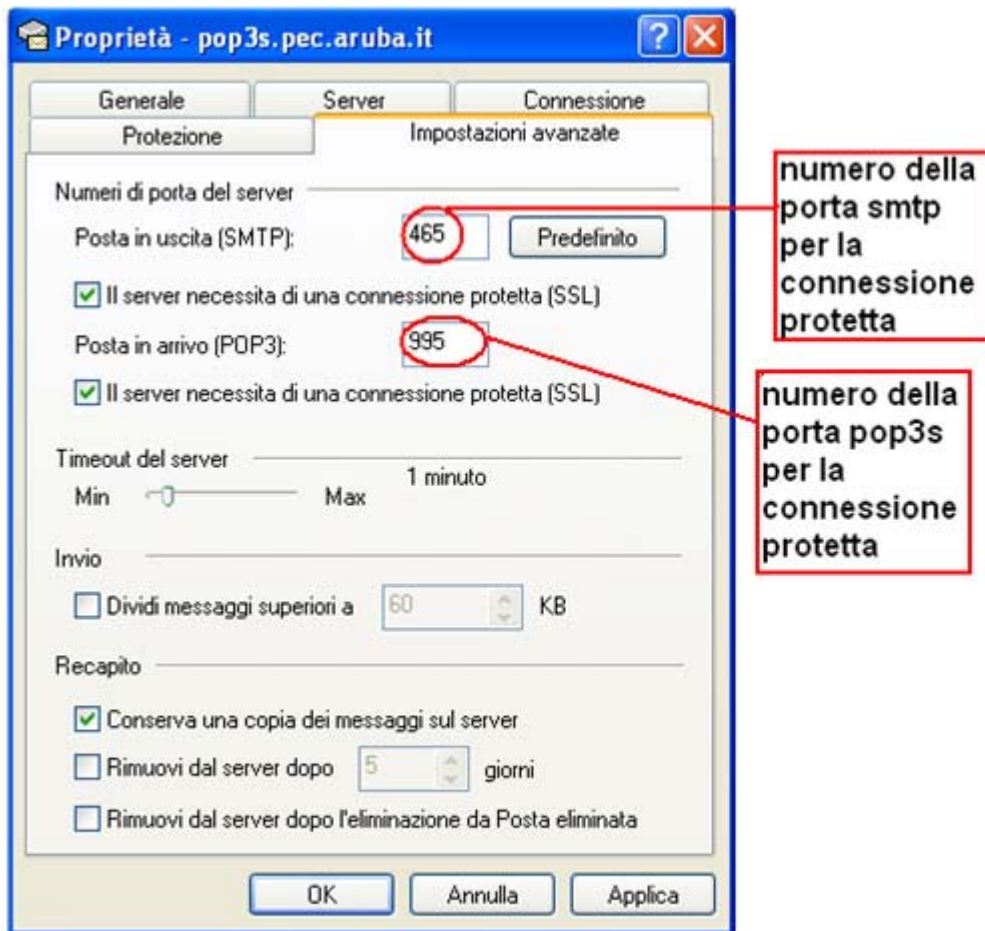 Proprietà - pop3s.pec.aruba.it
Generale Server Connessione
Protezione Impostazioni avanzate
Numeri di porta del server
Posta in uscita (SMTP): 465 Predefinito
Il server necessita di una connessione protetta (SSL)
Posta in arrivo (POP3): 995
Il server necessita di una connessione protetta (SSL)
Timeout del server
Min Max 1 minuto
Invio
Dividi messaggi superiori a 60 KB
Recapito
Conserva una copia dei messaggi sul server
Rimuovi dal server dopo 5 giorni
Rimuovi dal server dopo l'eliminazione da Posta eliminata
OK Annulla Applica
numero della
porta smtp
per la
connessione
protetta
numero della
porta pop3s
per la
connessione
protetta